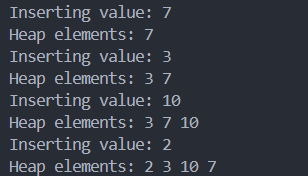 Inserting value: 7
Heap elements: 7
Inserting value: 3
Heap elements: 3 7
Inserting value: 10
Heap elements: 3 7 10
Inserting value: 2
Heap elements: 2 3 10 7